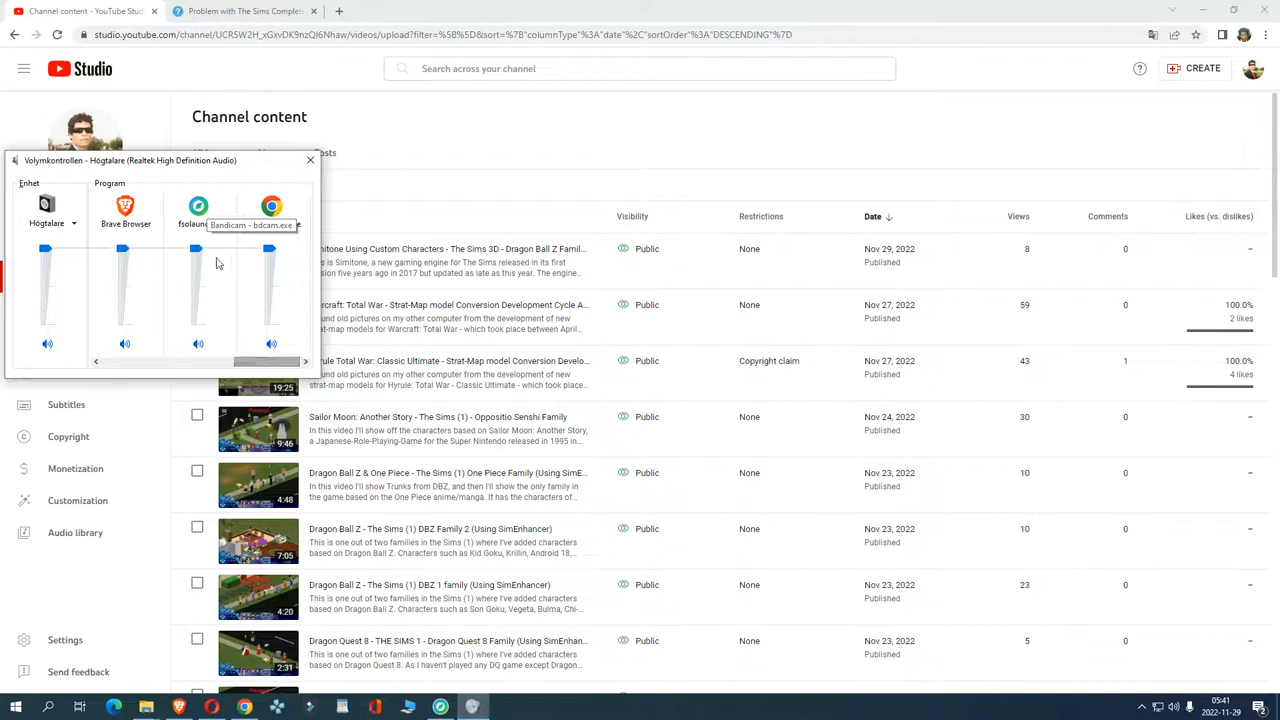 Channel content - YouTube Studio
Problem with The Sims Complete
studio.youtube.com/channel/UCR5W2H_xGxvDK9nzQI6Nhaw/videos/upload?filter=%5B%5D&sort=%7B"columnType"%3A"date"%2C"sortOrder"%3A"DESCENDING"%7D
Studio
Search across your channel
CREATE
Channel content
Volymkontrollen - Högtalare (Realtek High Definition Audio)
Enhet
Program
Högtalare
Brave Browser
Bandicam - bdcam.exe
Visibility
Restrictions
Date
Views
Comments
Likes (vs. dislikes)
imitone Using Custom Characters - The Sims 3D - Dragon Ball Z Famil...
is is Simitone, a new gaming engine for The Sims released in its first
ersion five years ago in 2017 but updated as late as this year. The engine...
Public
None
Nov 29, 2022
Published
8
0
–
arcraft: Total War - Strat-Map model Conversion Development Cycle A...
ound old pictures on my other computer from the development of new
trat-map models for Warcraft: Total War - which took place between April...
Public
None
Nov 27, 2022
Published
59
0
100.0%
2 likes
yrule Total War: Classic Ultimate - Strat-Map model Conversion Develo...
ound old pictures on my other computer from the development of new
trat-map models for Hyrule: Total War - Classic Ultimate - which took plac...
19:25
Public
Copyright claim
Nov 27, 2022
Published
43
1
100.0%
4 likes
Subtitles
Copyright
Monetization
Customization
Audio library
Settings
Send feedback
9:46
Sailor Moon: Another Story - The Sims (1) - Oppositio Senshi Family
In this video I'll show off the characters based on Sailor Moon: Another Story,
a Japanese-Role-Playing-Game for the Super Nintendo released in 1995 in...
Public
None
Nov 24, 2022
Published
30
0
–
4:48
Dragon Ball Z & One Piece - The Sims (1) One Piece Family (Using SimE...
In this video I'll show Trunks from DBZ, and then I'll show the only family in
the game based on the One Piece anime/manga. It has the characters of...
Public
None
Nov 23, 2022
Published
10
0
–
7:05
Dragon Ball Z - The Sims (1) DBZ Family 2 (Using SimEnhancer)
This is one out of two families in the Sims (1) where I've added characters
based on Dragon Ball Z. Characters such as Kid Goku, Krillin, Android 18,...
Public
None
Nov 23, 2022
Published
10
0
–
4:20
Dragon Ball Z - The Sims (1) DBZ 1 family (Using SimEnhancer)
This is one out of two families in the Sims (1) where I've added characters
based on Dragon Ball Z. Characters such as Son Goku, Vegeta, Bulma, Chi-...
Public
None
Nov 23, 2022
Published
23
0
–
2:31
Dragon Quest 8 - THE SIMS 1 - Dragon Quest 8 Family (Using SimEnhan...
This is one out of two families in the Sims (1) where I've added characters
based on Dragon Quest 8. As I haven't played any DQ game except Dragon...
Public
None
Nov 23, 2022
Published
5
0
–
05:41
2022-11-29
2